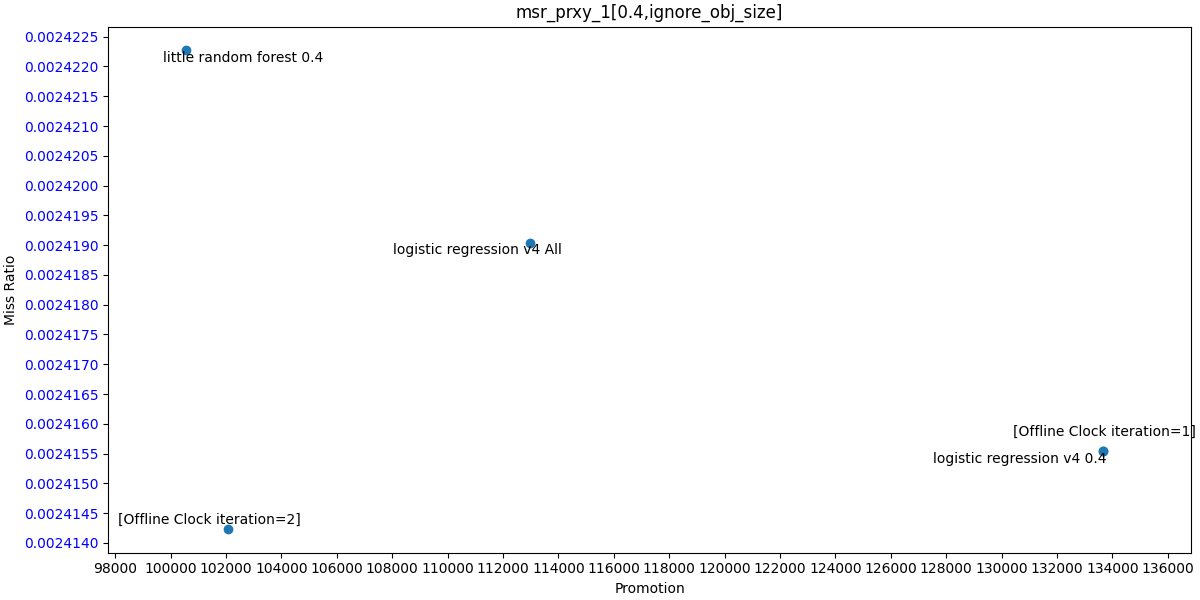 msr_prxy_1[0.4,ignore_obj_size]
0.0024225
0.0024220
0.0024215
0.0024210
0.0024205
0.0024200
0.0024195
0.0024190
0.0024185
0.0024180
0.0024175
0.0024170
0.0024165
0.0024160
0.0024155
0.0024150
0.0024145
0.0024140
Miss Ratio
little random forest 0.4
logistic regression v4 All
[Offline Clock iteration=1]
logistic regression v4 0.4
[Offline Clock iteration=2]
98000 100000 102000 104000 106000 108000 110000 112000 114000 116000 118000 120000 122000 124000 126000 128000 130000 132000 134000 136000
Promotion